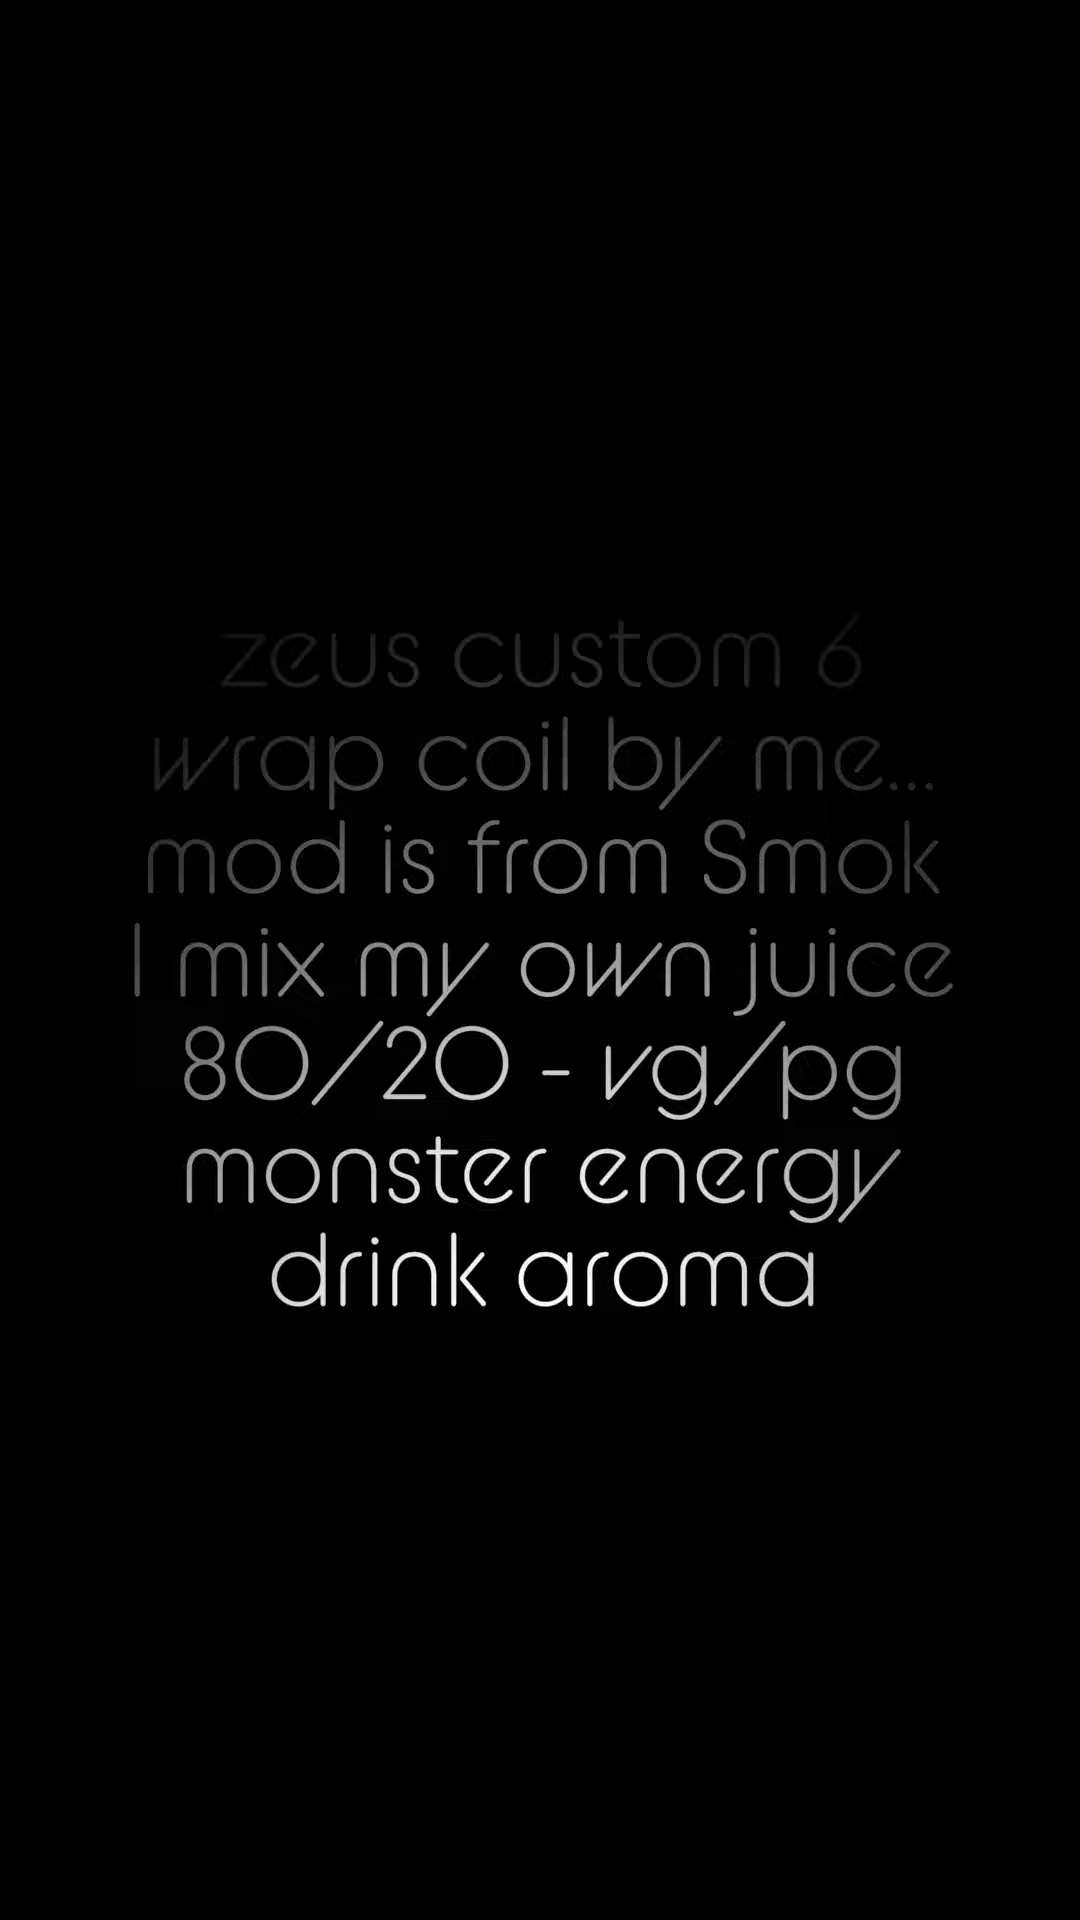 zeus custom 6
wrap coil by me...
mod is from Smok
I mix my own juice
80/20 - vg/pg
monster energy
drink aroma